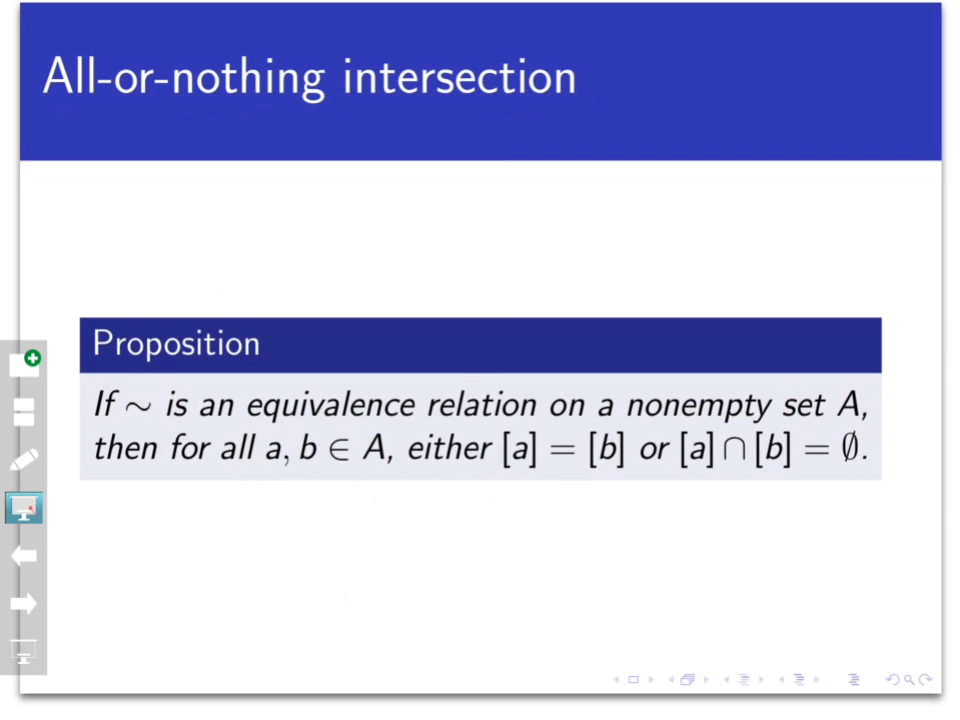 All-or-nothing intersection
Proposition
If ∼ is an equivalence relation on a nonempty set A,
then for all a, b ∈ A, either [a] = [b] or [a] ∩ [b] = ∅.